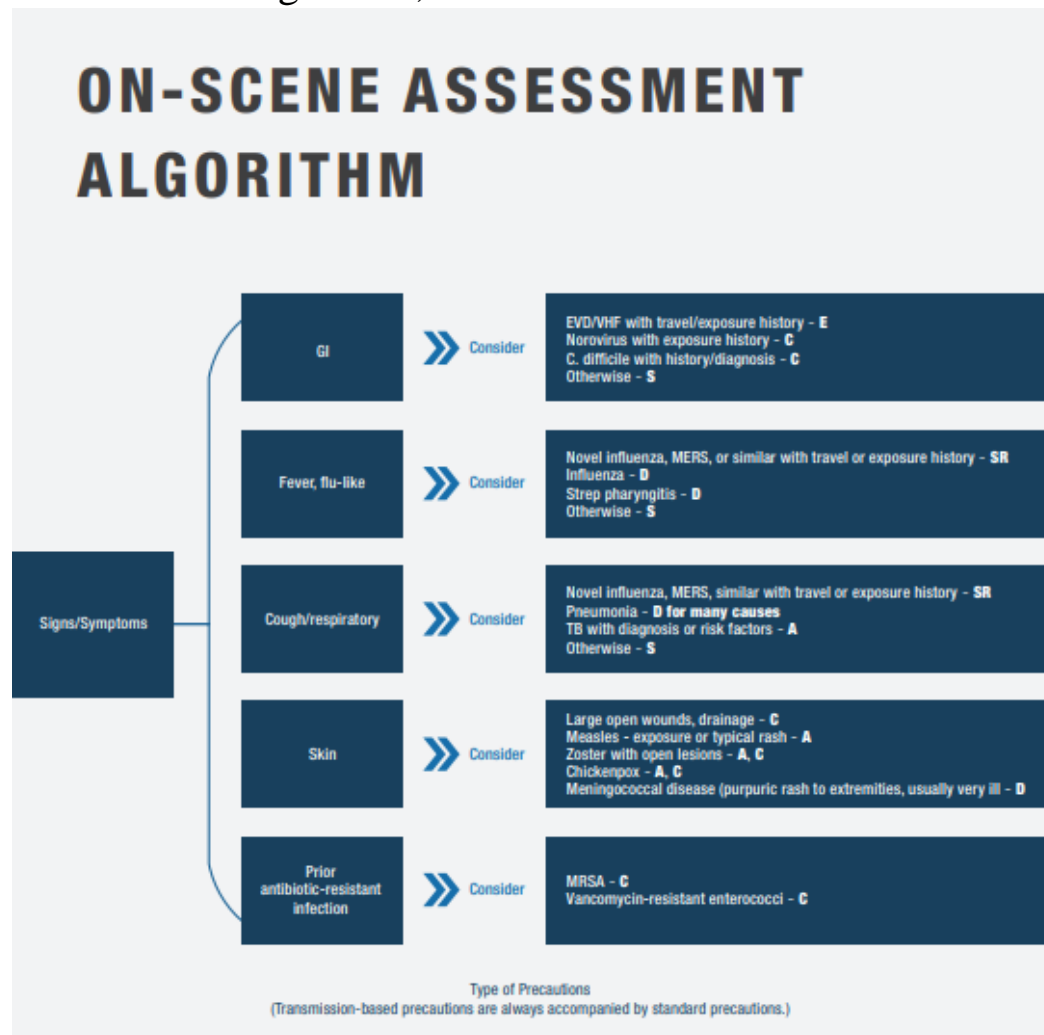 ON-SCENE ASSESSMENT
ALGORITHM
Signs/Symptoms
GI
Consider
EVD/VHF with travel/exposure history - E
Norovirus with exposure history - C
C. difficile with history/diagnosis - C
Otherwise - S
Fever, flu-like
Consider
Novel influenza, MERS, or similar with travel or exposure history - SR
Influenza - D
Strep pharyngitis - D
Otherwise - S
Cough/respiratory
Consider
Novel influenza, MERS, similar with travel or exposure history - SR
Pneumonia - D for many causes
TB with diagnosis or risk factors - A
Otherwise - S
Skin
Consider
Large open wounds, drainage - C
Measles - exposure or typical rash - A
Zoster with open lesions - A, C
Chickenpox - A, C
Meningococcal disease (purpuric rash to extremities, usually very ill - D
Prior
antibiotic-resistant
infection
Consider
MRSA - C
Vancomycin-resistant enterococci - C
Type of Precautions
(Transmission-based precautions are always accompanied by standard precautions.)